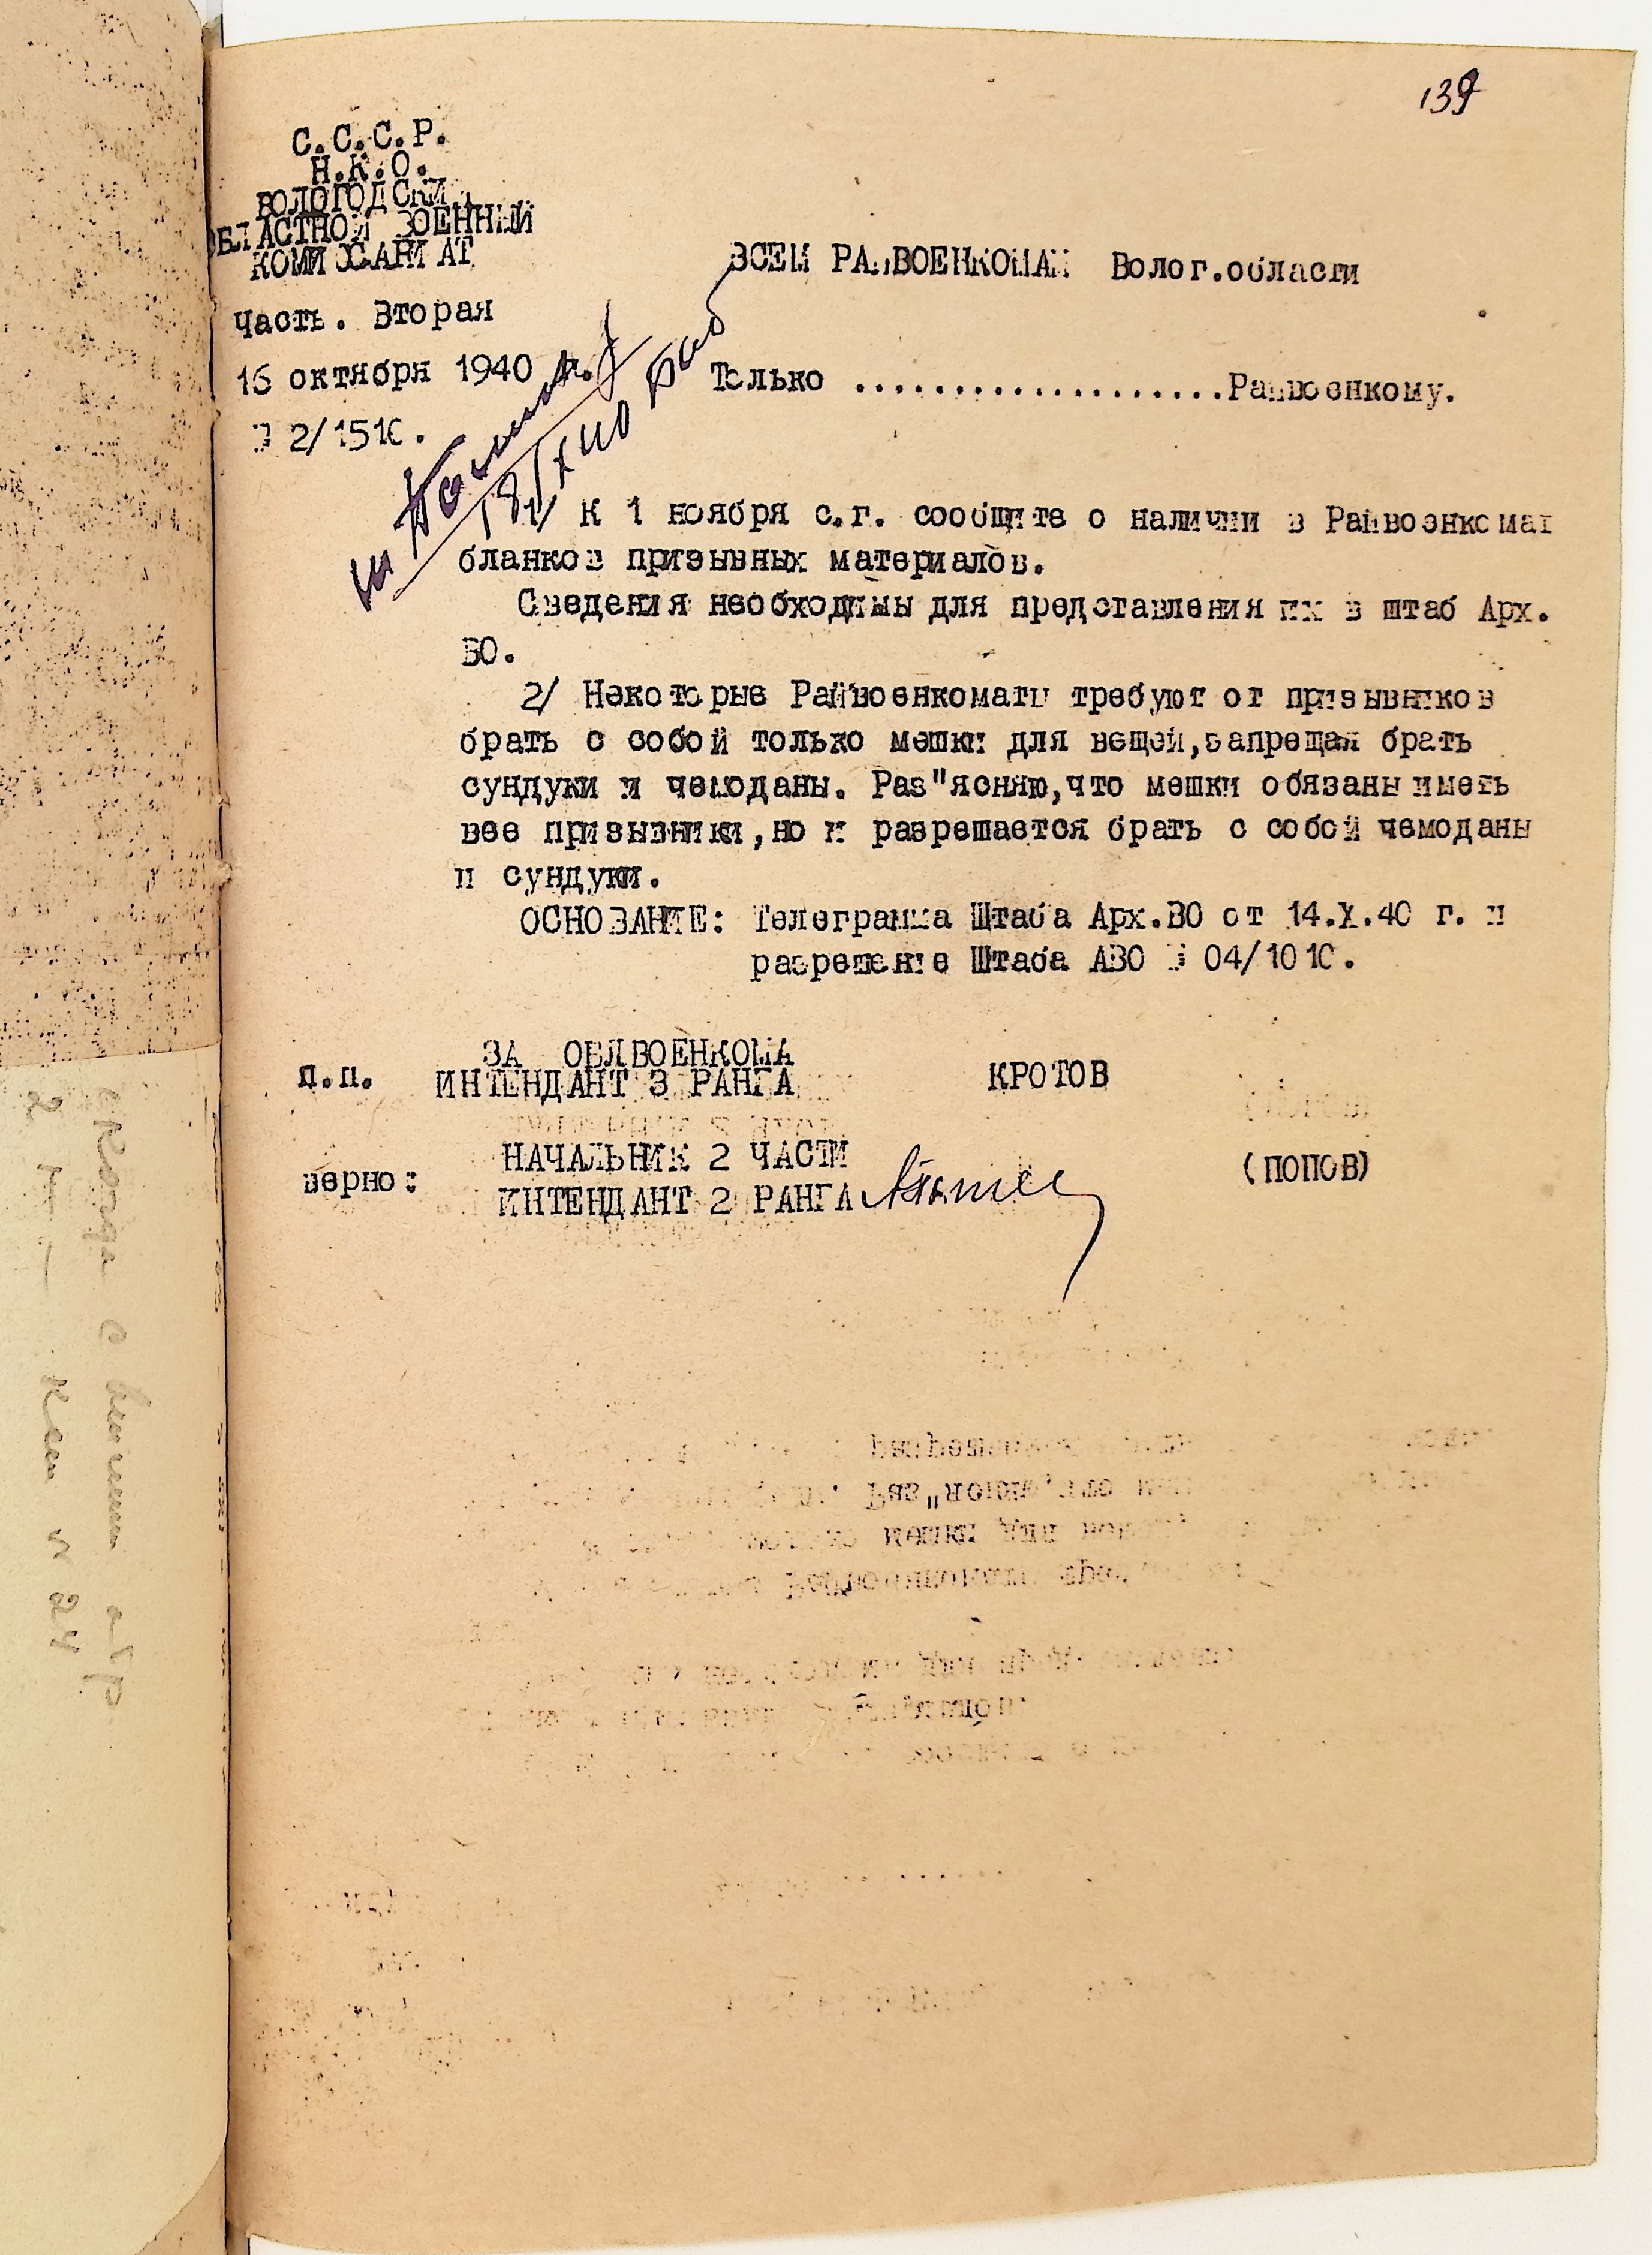 139
С.С.С.Р.
Н.К.О.
ВОЛОГОДСКИЙ
ОБЛАСТНОЙ ВОЕННЫЙ
КОМИССАРИАТ
часть. Вторая
16 октября 1940 г.
№ 2/1510.
ВСЕМ РАЙВОЕНКОМАМ Волог.области
Только ...................Райвоенкому.
1/ К 1 ноября с.г. сообщите о наличии в Райвоенкомат
бланков призывных материалов.
Сведения необходимы для представления их в штаб Арх.
ВО.
2/ Некоторые Райвоенкоматы требуют от призывников
брать с собой только мешки для вещей,запрещая брать
сундуки и чемоданы. Раз"ясняю,что мешки обязаны иметь
все призывники,но и разрешается брать с собой чемоданы
и сундуки.
ОСНОВАНИЕ: Телеграмма Штаба Арх.ВО от 14.X.40 г. и
разрешение Штаба АВО № 04/1010.
п.п. ЗА ОБЛВОЕНКОМА
ИНТЕНДАНТ 3 РАНГА КРОТОВ
верно: НАЧАЛЬНИК 2 ЧАСТИ
ИНТЕНДАНТ 2 РАНГА (ПОПОВ)